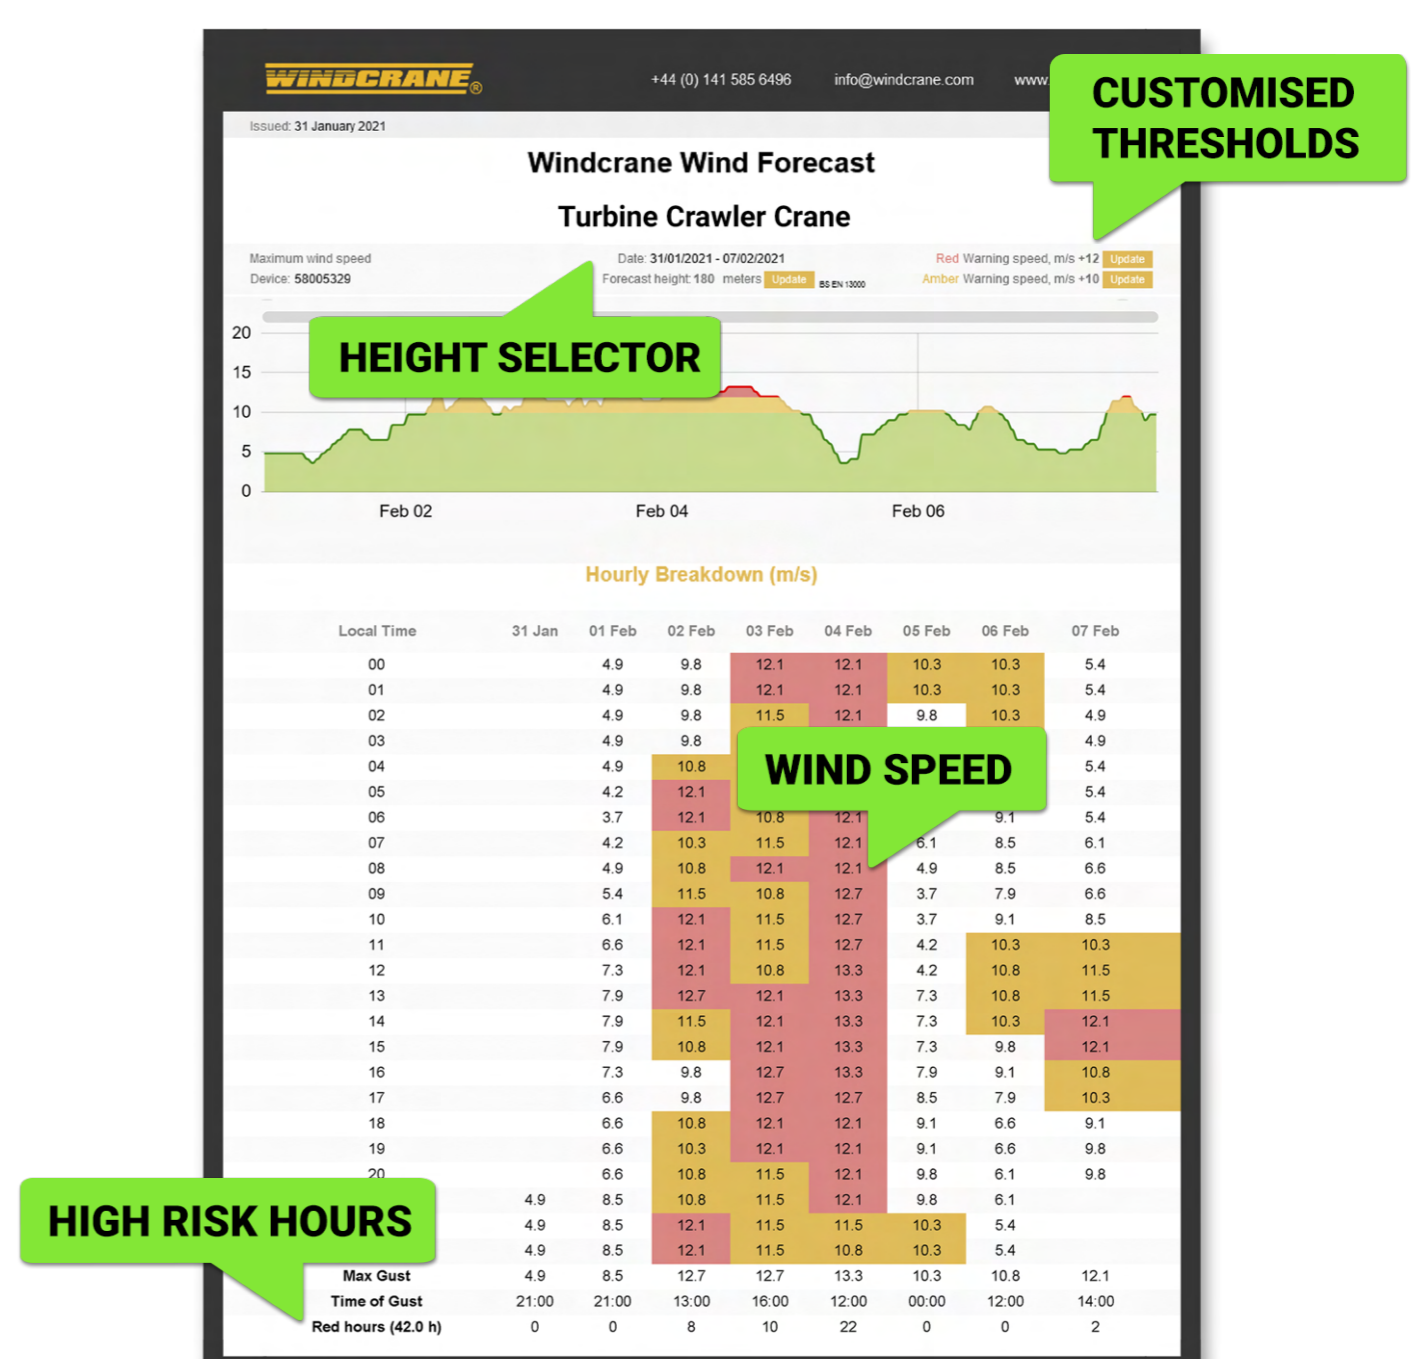 WINDCRANE®
+44 (0) 141 585 6496 info@windcrane.com www.
CUSTOMISED
THRESHOLDS
Issued: 31 January 2021
Windcrane Wind Forecast
Turbine Crawler Crane
Maximum wind speed Date: 31/01/2021 - 07/02/2021 Red Warning speed, m/s +12 Update
Device: 58005329 Forecast height 180 meters Update BS EN 13000 Amber Warning speed, m/s +10 Update
HEIGHT SELECTOR
20
15
10
5
0
Feb 02 Feb 04 Feb 06
Hourly Breakdown (m/s)
Local Time 31 Jan 01 Feb 02 Feb 03 Feb 04 Feb 05 Feb 06 Feb 07 Feb
00 4.9 9.8 12.1 12.1 10.3 10.3 5.4
01 4.9 9.8 12.1 12.1 10.3 10.3 5.4
02 4.9 9.8 11.5 12.1 9.8 10.3 4.9
03 4.9 9.8 4.9
04 4.9 10.8 5.4
WIND SPEED
05 4.2 12.1 5.4
06 3.7 12.1 10.8 12.1 9.1 5.4
07 4.2 10.3 11.5 12.1 6.1 8.5 6.1
08 4.9 10.8 12.1 12.1 4.9 8.5 6.6
09 5.4 11.5 10.8 12.7 3.7 7.9 6.6
10 6.1 12.1 11.5 12.7 3.7 9.1 8.5
11 6.6 12.1 11.5 12.7 4.2 10.3 10.3
12 7.3 12.1 10.8 13.3 4.2 10.8 11.5
13 7.9 12.7 12.1 13.3 7.3 10.8 11.5
14 7.9 11.5 12.1 13.3 7.3 10.3 12.1
15 7.9 10.8 12.1 13.3 7.3 9.8 12.1
16 7.3 9.8 12.7 13.3 7.9 9.1 10.8
17 6.6 9.8 12.7 12.7 8.5 7.9 10.3
18 6.6 10.8 12.1 12.1 9.1 6.6 9.1
19 6.6 10.3 12.1 12.1 9.1 6.6 9.8
20 6.6 10.8 11.5 12.1 9.8 6.1 9.8
4.9 8.5 10.8 11.5 12.1 9.8 6.1
HIGH RISK HOURS
4.9 8.5 12.1 11.5 11.5 10.3 5.4
4.9 8.5 12.1 11.5 10.8 10.3 5.4
Max Gust 4.9 8.5 12.7 12.7 13.3 10.3 10.8 12.1
Time of Gust 21:00 21:00 13:00 16:00 12:00 00:00 12:00 14:00
Red hours (42.0 h) 0 0 8 10 22 0 0 2